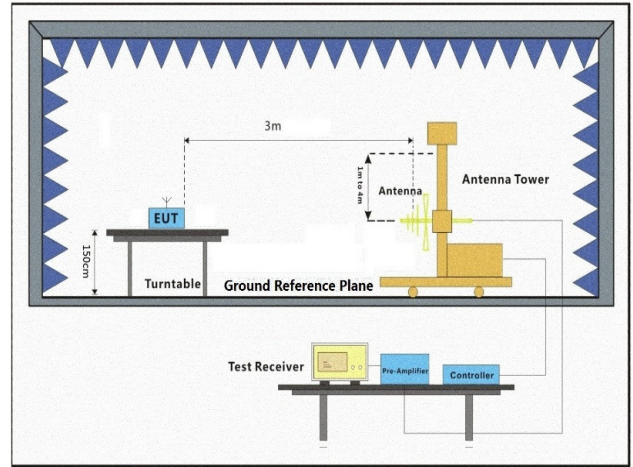 3m
1m to 4m
Antenna
Antenna Tower
EUT
150cm
Turntable
Ground Reference Plane
Test Receiver
Pre-Amplifier
Controller